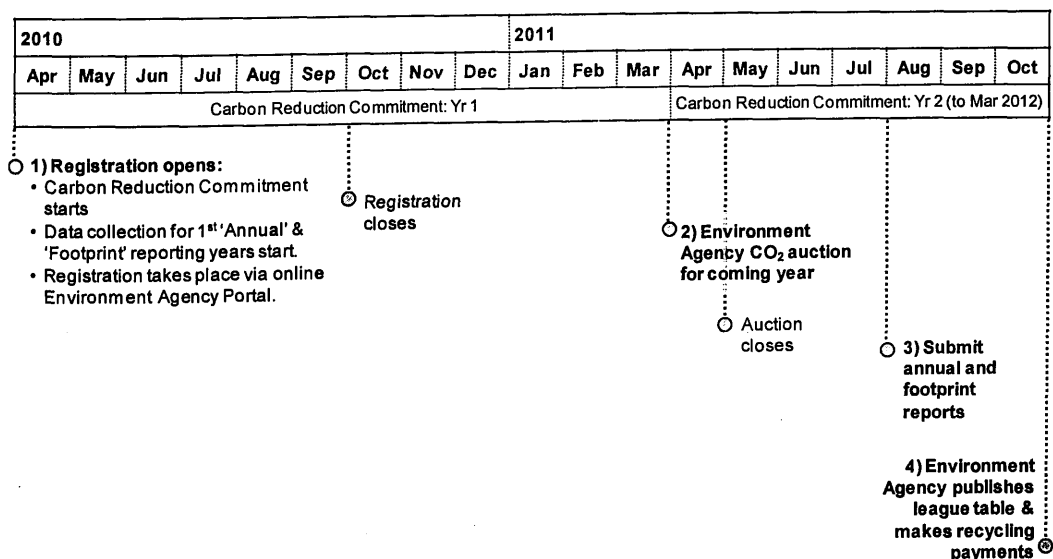 2010 2011
Apr May Jun Jul Aug Sep Oct Nov Dec Jan Feb Mar Apr May Jun Jul Aug Sep Oct
Carbon Reduction Commitment: Yr 1 Carbon Reduction Commitment: Yr 2 (to Mar 2012)
1) Registration opens:
• Carbon Reduction Commitment
starts
• Data collection for 1st 'Annual' &
'Footprint' reporting years start.
• Registration takes place via online
Environment Agency Portal.
Registration
closes
2) Environment
Agency CO₂ auction
for coming year
Auction
closes
3) Submit
annual and
footprint
reports
4) Environment
Agency publishes
league table &
makes recycling
payments